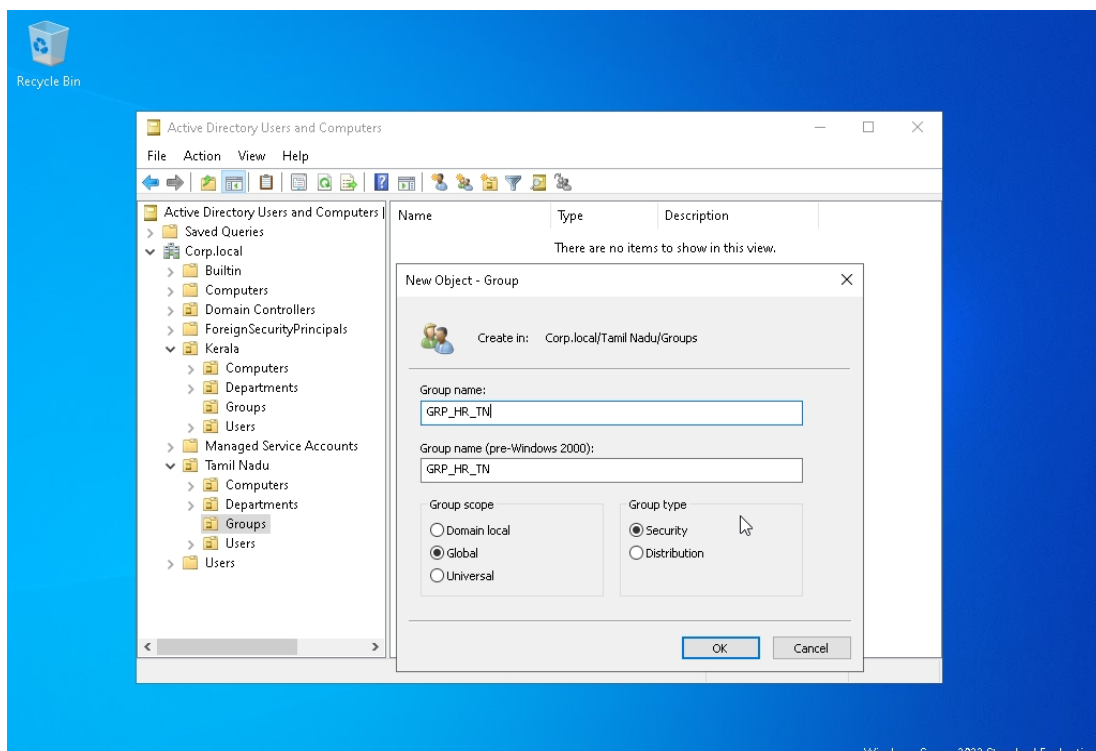 Recycle Bin
Active Directory Users and Computers
File Action View Help
Active Directory Users and Computers
Name Type Description
Saved Queries
There are no items to show in this view.
Corp.local
Builtin
Computers
Domain Controllers
ForeignSecurityPrincipals
Kerala
Computers
Departments
Groups
Users
Managed Service Accounts
Tamil Nadu
Computers
Departments
Groups
Users
Users
New Object - Group
Create in: Corp.local/Tamil Nadu/Groups
Group name:
GRP_HR_TN
Group name (pre-Windows 2000):
GRP_HR_TN
Group scope
Domain local
Global
Universal
Group type
Security
Distribution
OK Cancel